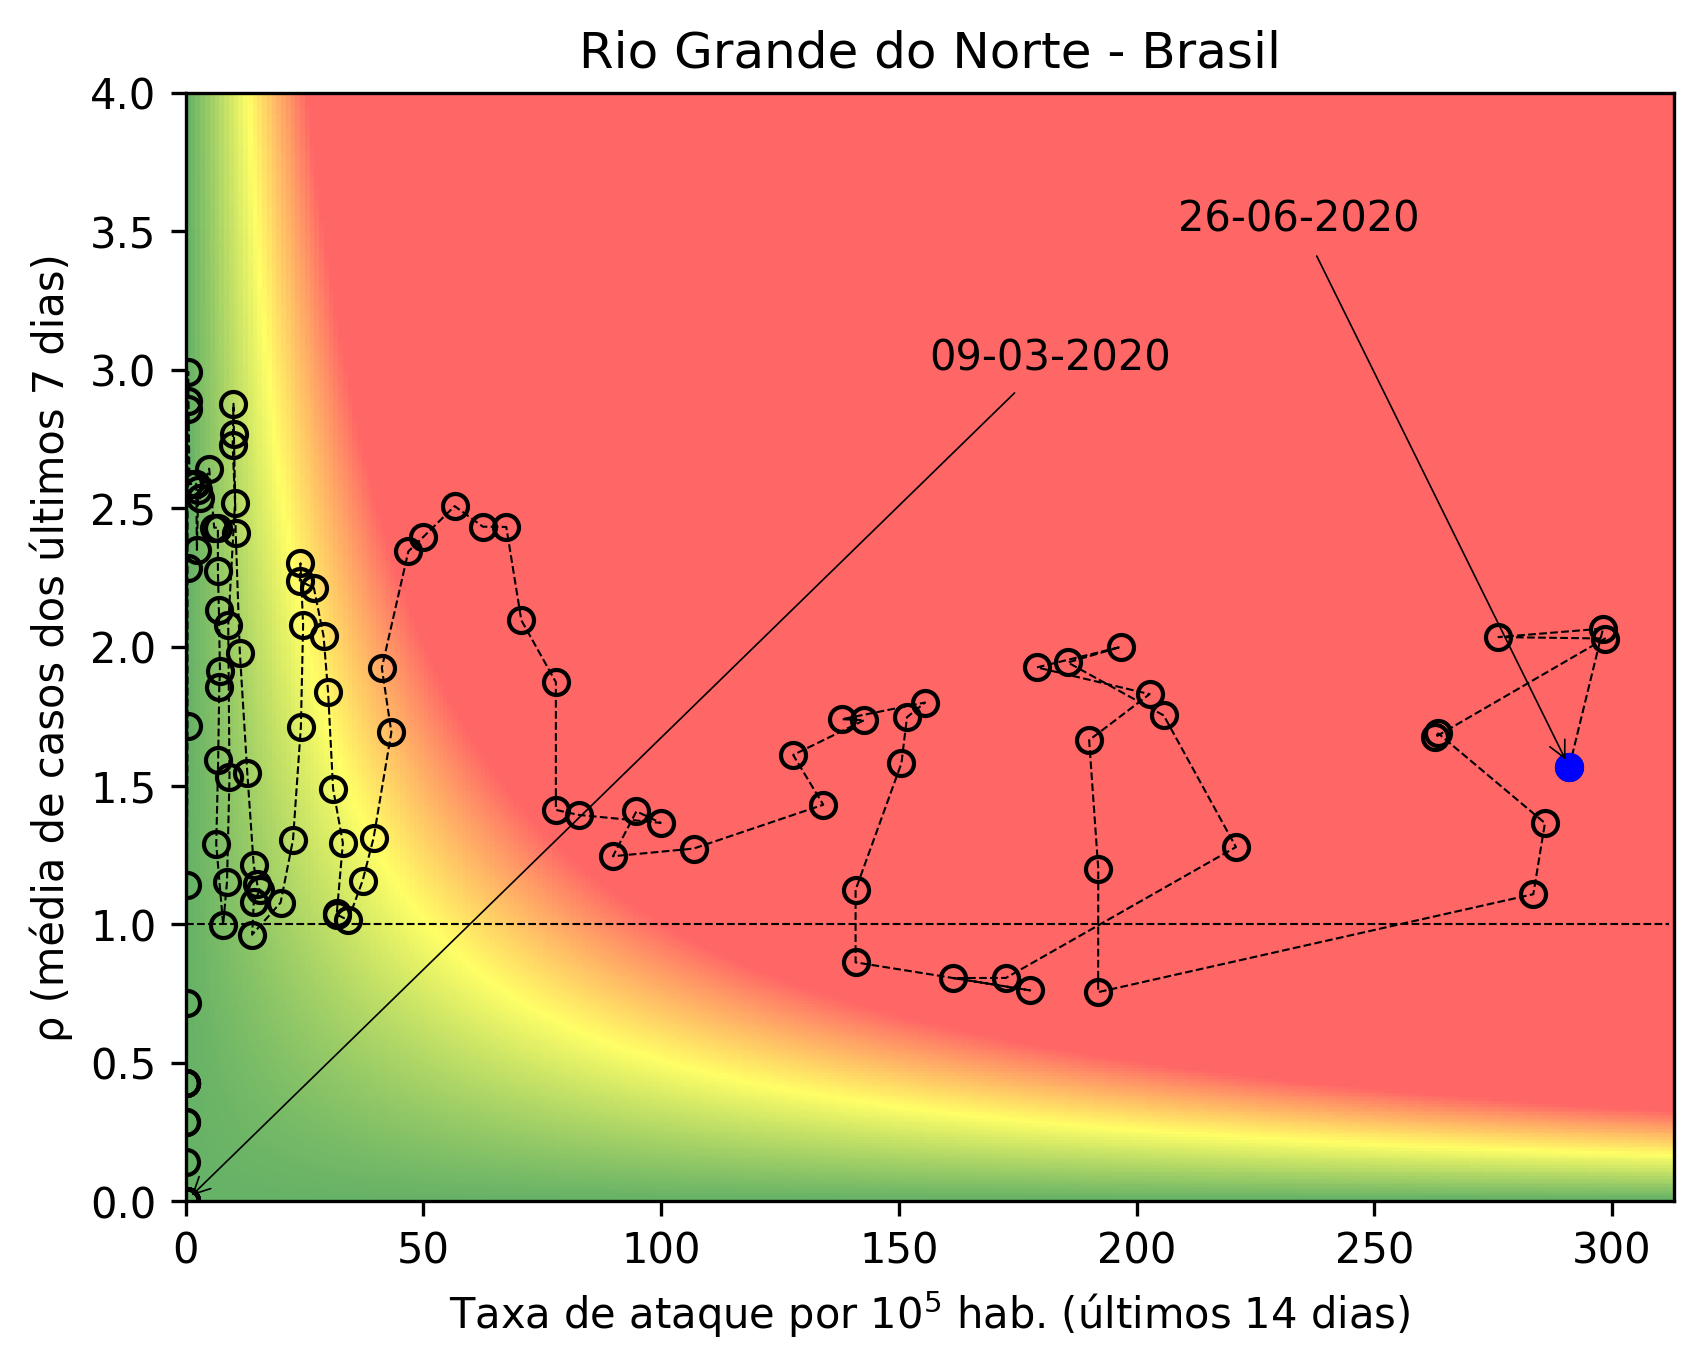 Rio Grande do Norte - Brasil
4.0
3.5
3.0
2.5
2.0
1.5
1.0
0.5
0.0
ρ (média de casos dos últimos 7 dias)
26-06-2020
09-03-2020
0 50 100 150 200 250 300
Taxa de ataque por 10⁵ hab. (últimos 14 dias)